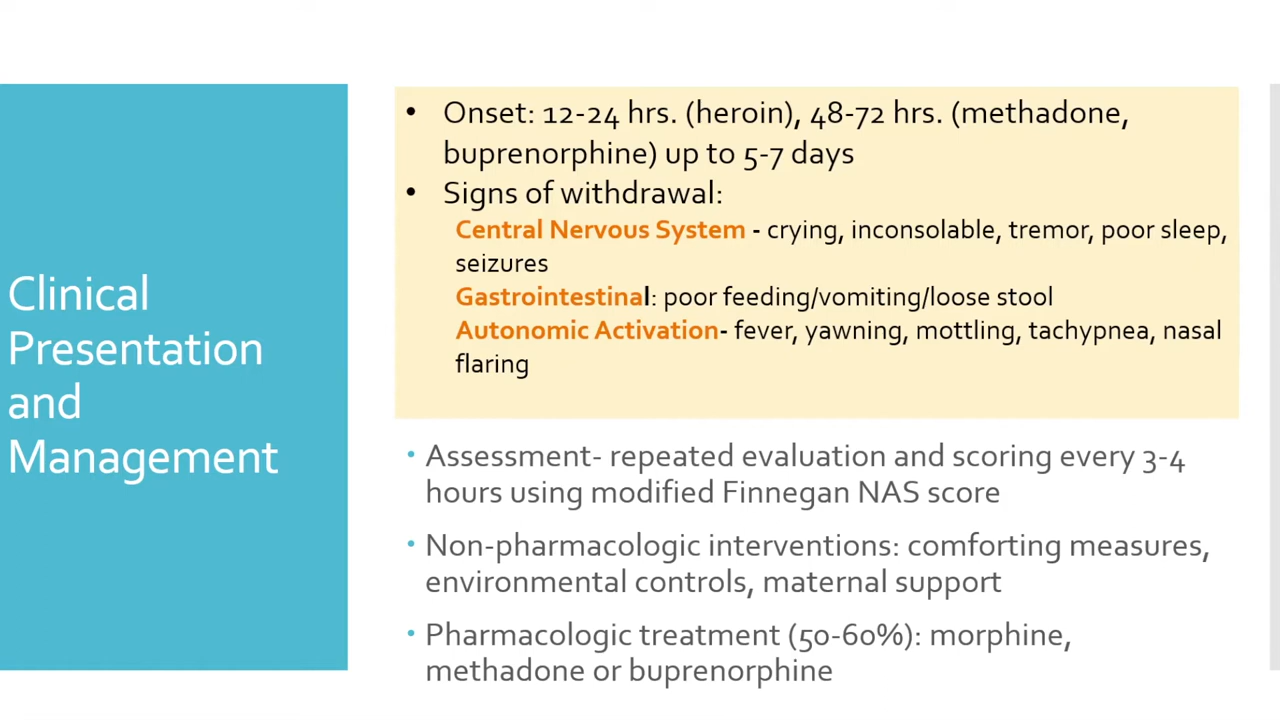 Clinical
Presentation
and
Management
• Onset: 12-24 hrs. (heroin), 48-72 hrs. (methadone,
buprenorphine) up to 5-7 days
• Signs of withdrawal:
Central Nervous System - crying, inconsolable, tremor, poor sleep,
seizures
Gastrointestinal: poor feeding/vomiting/loose stool
Autonomic Activation- fever, yawning, mottling, tachypnea, nasal
flaring
• Assessment- repeated evaluation and scoring every 3-4
hours using modified Finnegan NAS score
• Non-pharmacologic interventions: comforting measures,
environmental controls, maternal support
• Pharmacologic treatment (50-60%): morphine,
methadone or buprenorphine